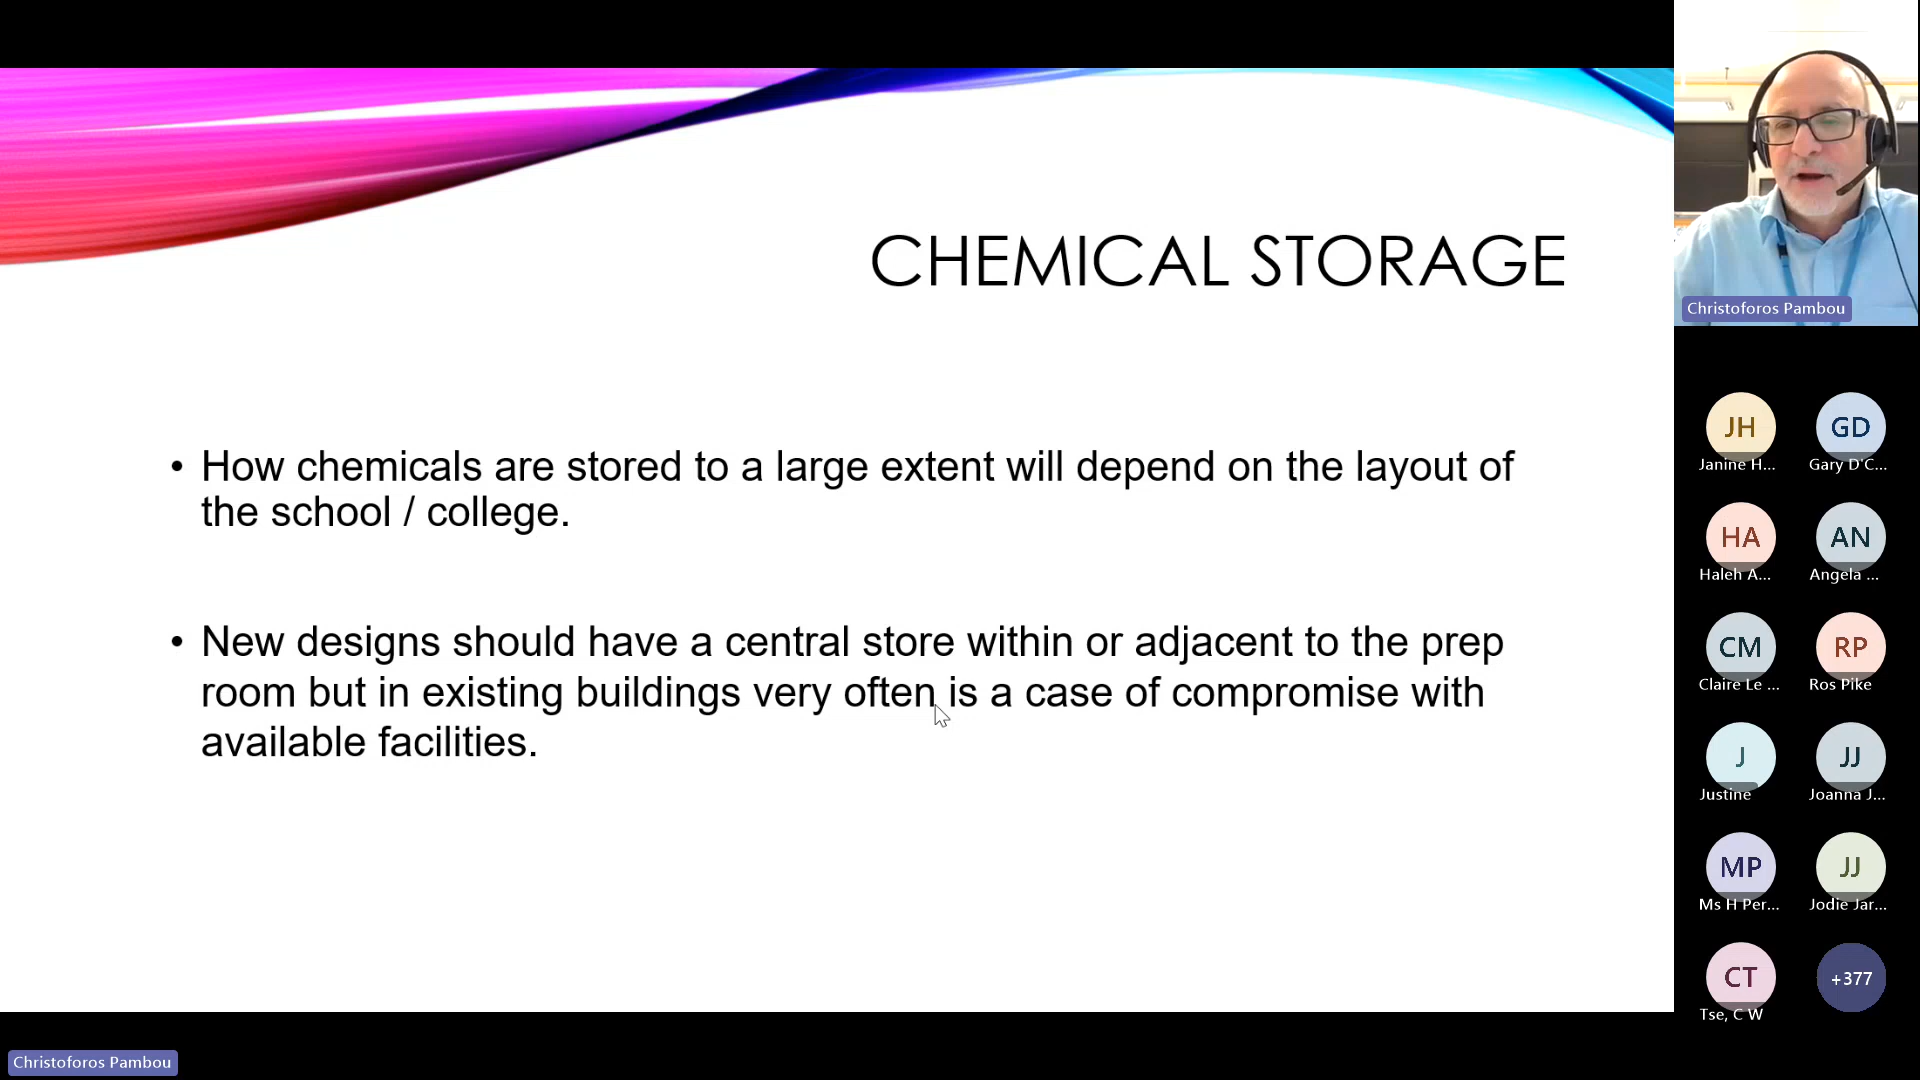 CHEMICAL STORAGE
• How chemicals are stored to a large extent will depend on the layout of
the school / college.
• New designs should have a central store within or adjacent to the prep
room but in existing buildings very often is a case of compromise with
available facilities.
Christoforos Pambou
Christoforos Pambou
JH
Janine H...
GD
Gary D'C...
HA
Haleh A...
AN
Angela ...
CM
Claire Le ...
RP
Ros Pike
J
Justine
JJ
Joanna J...
MP
Ms H Per...
JJ
Jodie Jar...
CT
Tse, C W
+377